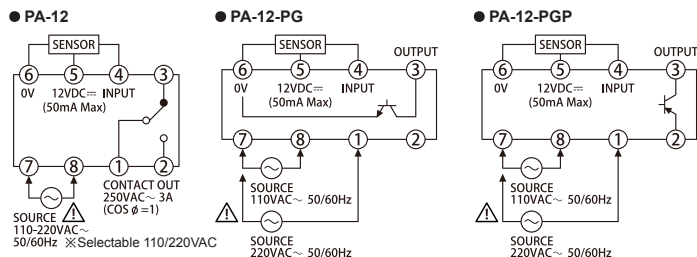 ● PA-12
SENSOR
6 5 4 3
0V 12VDC⎓ INPUT
(50mA Max)
7 8 1 2
CONTACT OUT
250VAC～ 3A
(COS ø =1)
SOURCE
110-220VAC～
50/60Hz ※Selectable 110/220VAC
● PA-12-PG
SENSOR
OUTPUT
6 5 4 3
0V 12VDC⎓ INPUT
(50mA Max)
7 8 1 2
SOURCE
110VAC～ 50/60Hz
SOURCE
220VAC～ 50/60Hz
● PA-12-PGP
SENSOR
OUTPUT
6 5 4 3
0V 12VDC⎓ INPUT
(50mA Max)
7 8 1 2
SOURCE
110VAC～ 50/60Hz
SOURCE
220VAC～ 50/60Hz